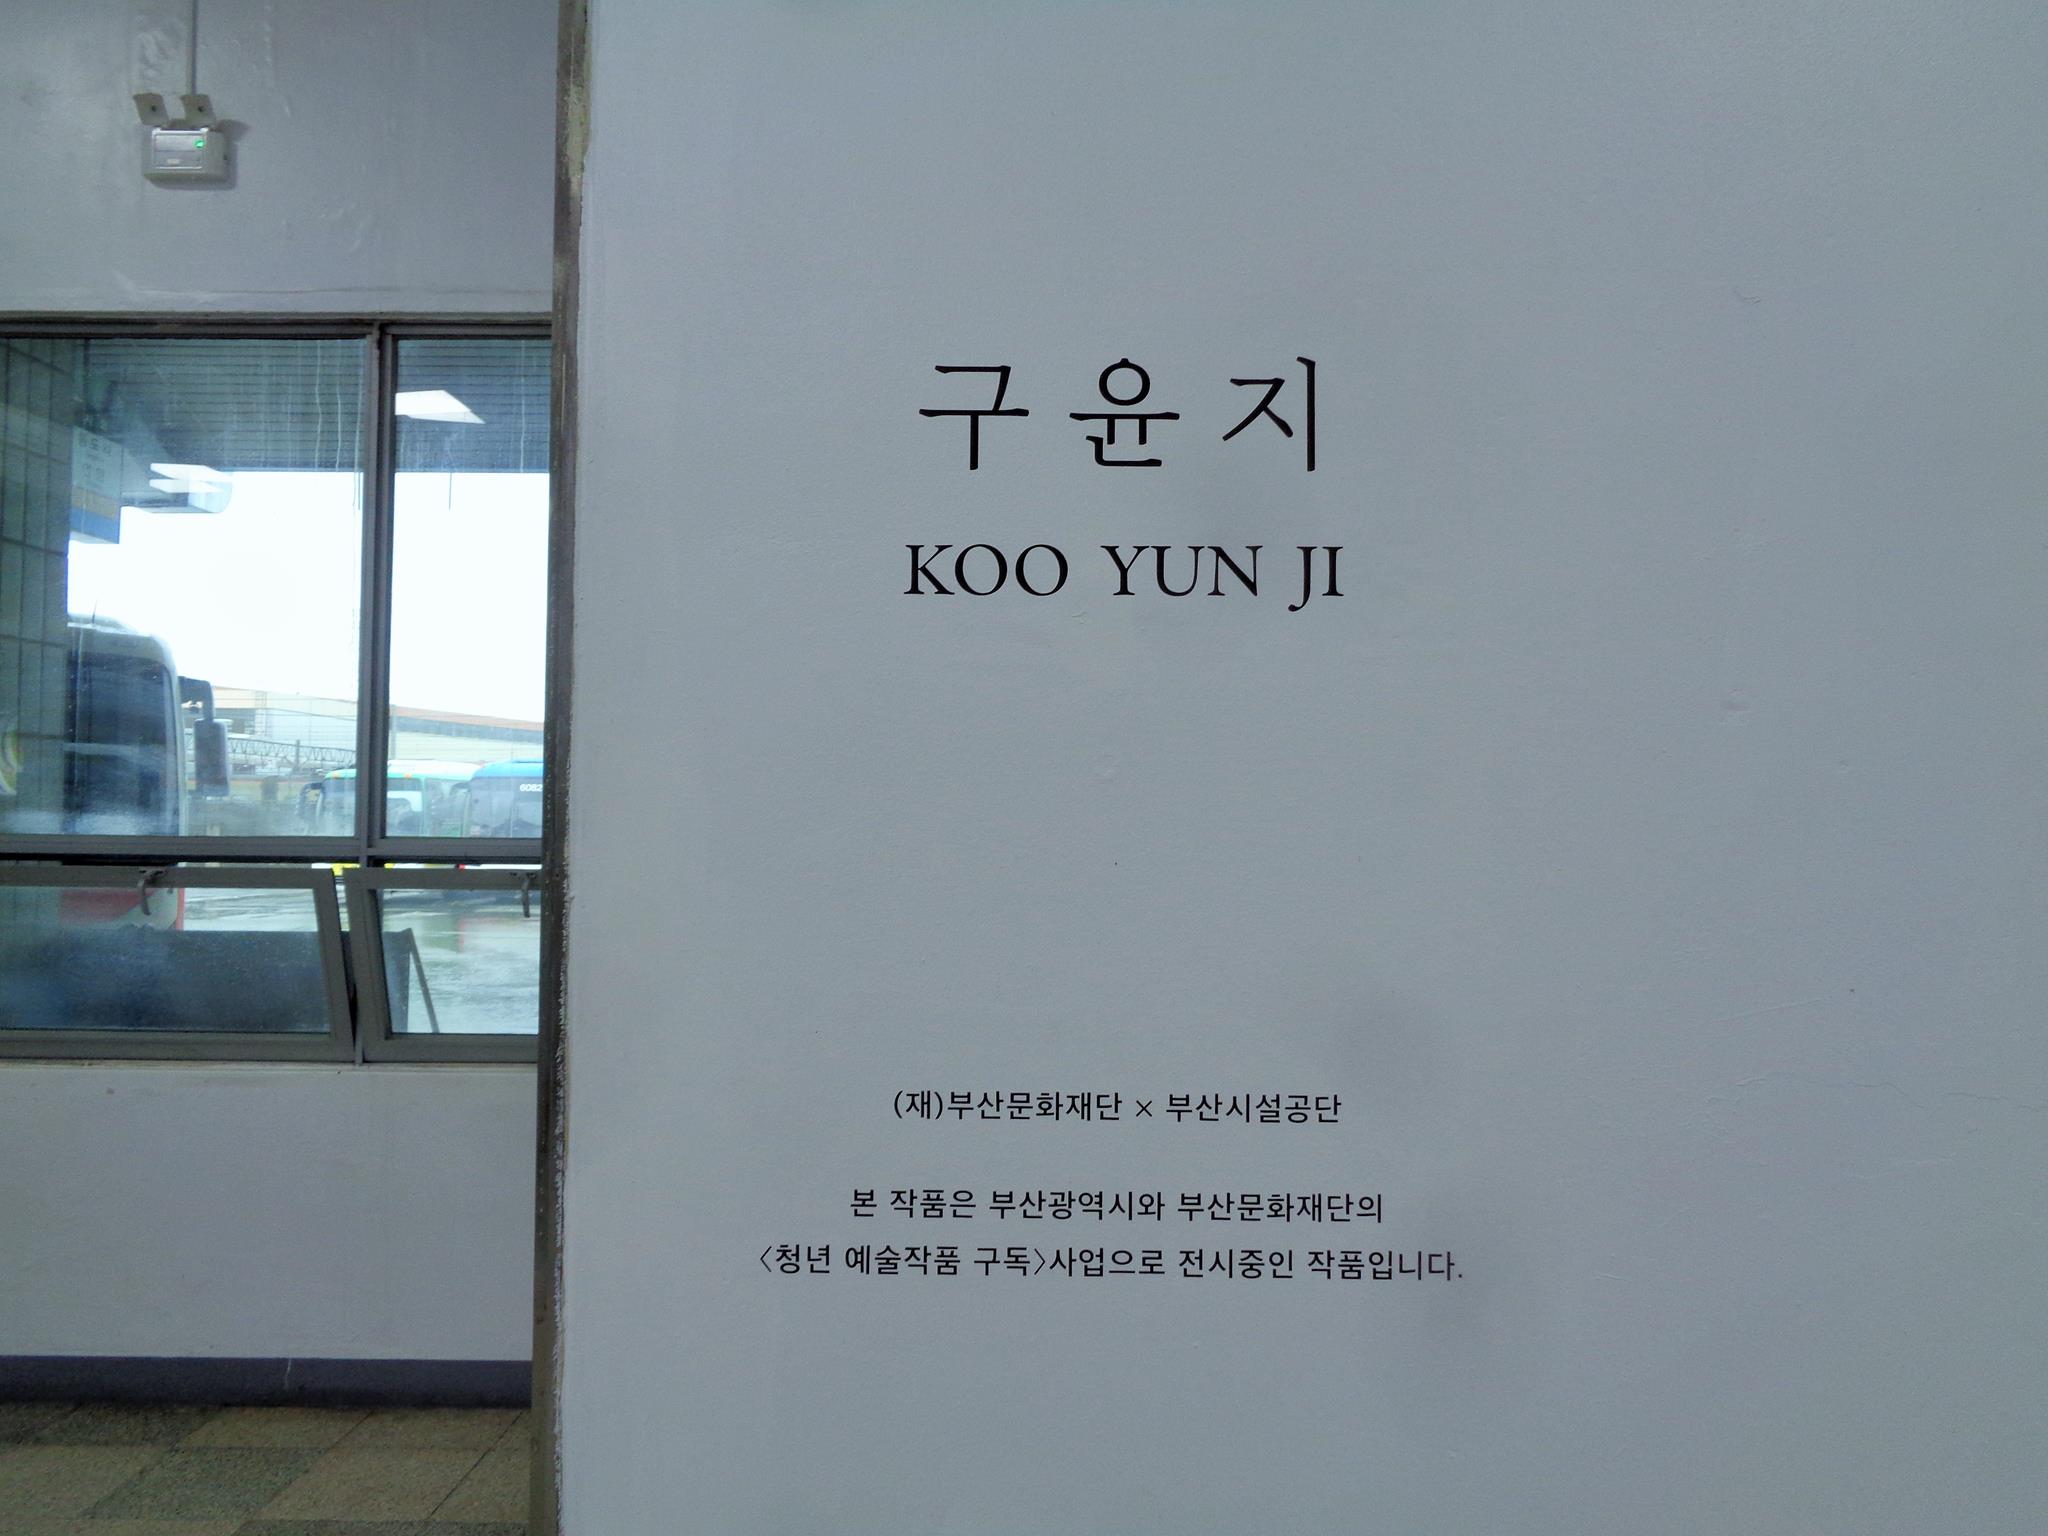 구윤지
KOO YUN JI
(재)부산문화재단 × 부산시설공단
본 작품은 부산광역시와 부산문화재단의
〈청년 예술작품 구독〉사업으로 전시중인 작품입니다.
6082